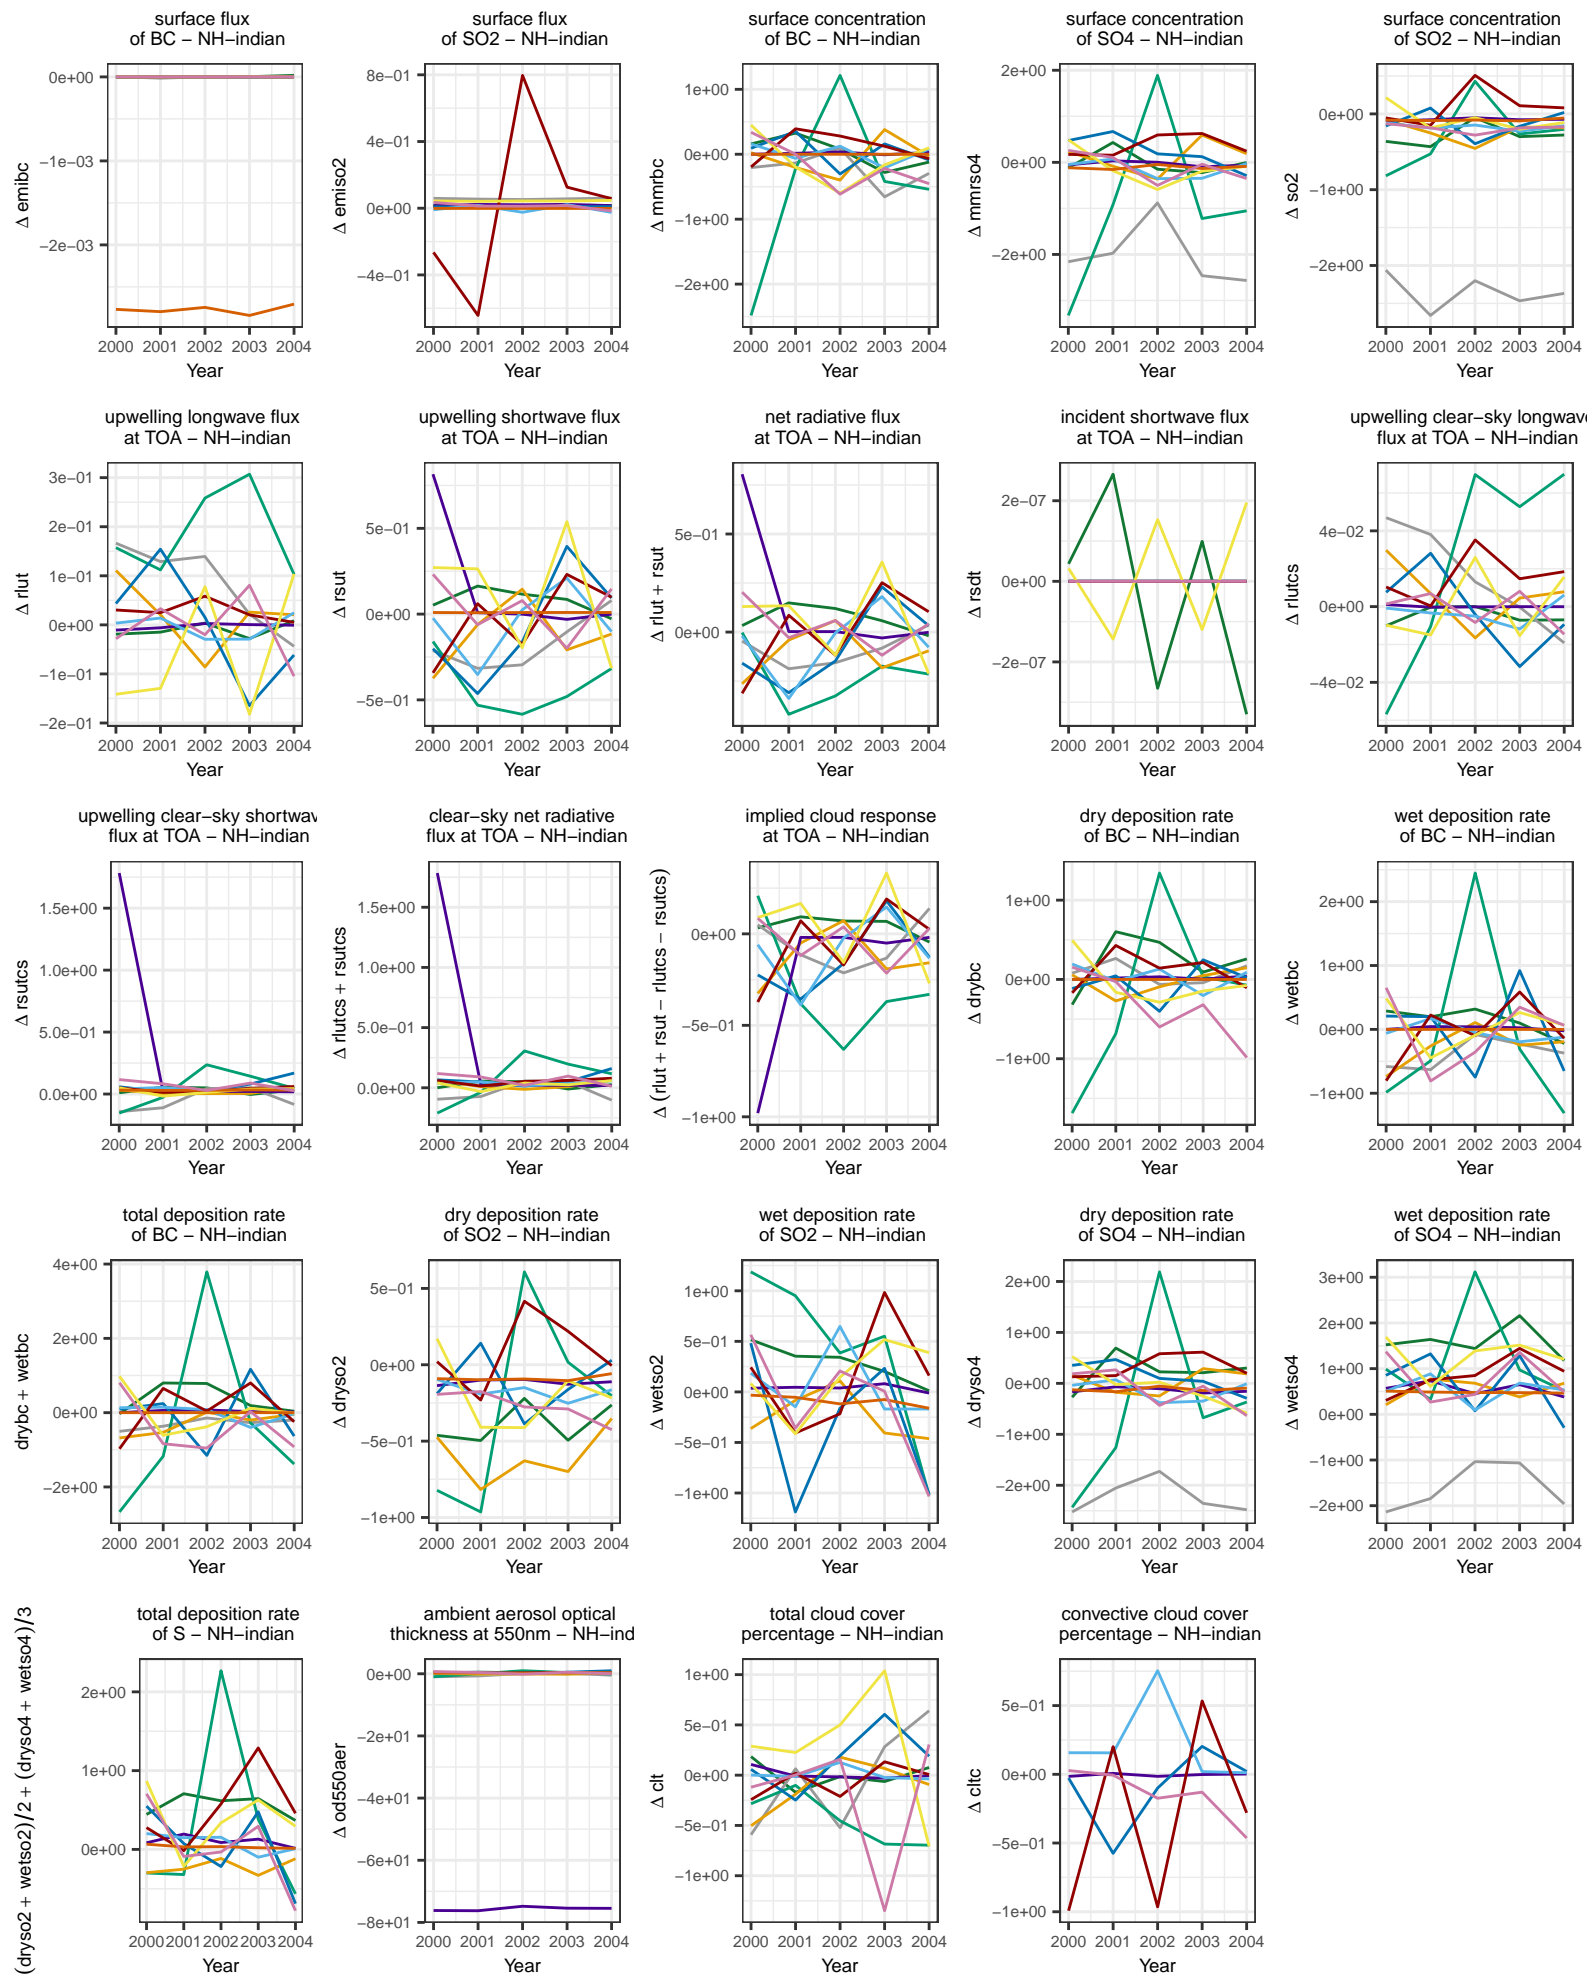 surface flux
of BC − NH−indian
surface flux
of SO2 − NH−indian
surface concentration
of BC − NH−indian
surface concentration
of SO4 − NH−indian
surface concentration
of SO2 − NH−indian
Δ emibc
0e+00
−1e−03
−2e−03
2000 2001 2002 2003 2004
Year
Δ emiso2
8e−01
4e−01
0e+00
−4e−01
2000 2001 2002 2003 2004
Year
Δ mmrbc
1e+00
0e+00
−1e+00
−2e+00
2000 2001 2002 2003 2004
Year
Δ mmrso4
2e+00
0e+00
−2e+00
2000 2001 2002 2003 2004
Year
Δ so2
0e+00
−1e+00
−2e+00
2000 2001 2002 2003 2004
Year
upwelling longwave flux
at TOA − NH−indian
upwelling shortwave flux
at TOA − NH−indian
net radiative flux
at TOA − NH−indian
incident shortwave flux
at TOA − NH−indian
upwelling clear−sky longwave
flux at TOA − NH−indian
Δ rlut
3e−01
2e−01
1e−01
0e+00
−1e−01
−2e−01
2000 2001 2002 2003 2004
Year
Δ rsut
5e−01
0e+00
−5e−01
2000 2001 2002 2003 2004
Year
Δ rlut + rsut
5e−01
0e+00
2000 2001 2002 2003 2004
Year
Δ rsdt
2e−07
0e+00
−2e−07
2000 2001 2002 2003 2004
Year
Δ rlutcs
4e−02
0e+00
−4e−02
2000 2001 2002 2003 2004
Year
upwelling clear−sky shortwav
flux at TOA − NH−indian
clear−sky net radiative
flux at TOA − NH−indian
implied cloud response
at TOA − NH−indian
dry deposition rate
of BC − NH−indian
wet deposition rate
of BC − NH−indian
Δ rsutcs
1.5e+00
1.0e+00
5.0e−01
0.0e+00
2000 2001 2002 2003 2004
Year
Δ rlutcs + rsutcs
1.5e+00
1.0e+00
5.0e−01
0.0e+00
2000 2001 2002 2003 2004
Year
Δ (rlut + rsut − rlutcs − rsutcs)
0e+00
−5e−01
−1e+00
2000 2001 2002 2003 2004
Year
Δ drybc
1e+00
0e+00
−1e+00
2000 2001 2002 2003 2004
Year
Δ wetbc
2e+00
1e+00
0e+00
−1e+00
2000 2001 2002 2003 2004
Year
total deposition rate
of BC − NH−indian
dry deposition rate
of SO2 − NH−indian
wet deposition rate
of SO2 − NH−indian
dry deposition rate
of SO4 − NH−indian
wet deposition rate
of SO4 − NH−indian
drybc + wetbc
4e+00
2e+00
0e+00
−2e+00
2000 2001 2002 2003 2004
Year
Δ dryso2
5e−01
0e+00
−5e−01
−1e+00
2000 2001 2002 2003 2004
Year
Δ wetso2
1e+00
5e−01
0e+00
−5e−01
−1e+00
2000 2001 2002 2003 2004
Year
Δ dryso4
2e+00
1e+00
0e+00
−1e+00
−2e+00
2000 2001 2002 2003 2004
Year
Δ wetso4
3e+00
2e+00
1e+00
0e+00
−1e+00
−2e+00
2000 2001 2002 2003 2004
Year
total deposition rate
of S − NH−indian
ambient aerosol optical
thickness at 550nm − NH−ind
total cloud cover
percentage − NH−indian
convective cloud cover
percentage − NH−indian
(dryso2 + wetso2)/2 + (dryso4 + wetso4)/3
2e+00
1e+00
0e+00
2000 2001 2002 2003 2004
Year
Δ od550aer
0e+00
−2e+01
−4e+01
−6e+01
−8e+01
2000 2001 2002 2003 2004
Year
Δ clt
1e+00
5e−01
0e+00
−5e−01
−1e+00
2000 2001 2002 2003 2004
Year
Δ cltc
5e−01
0e+00
−5e−01
−1e+00
2000 2001 2002 2003 2004
Year